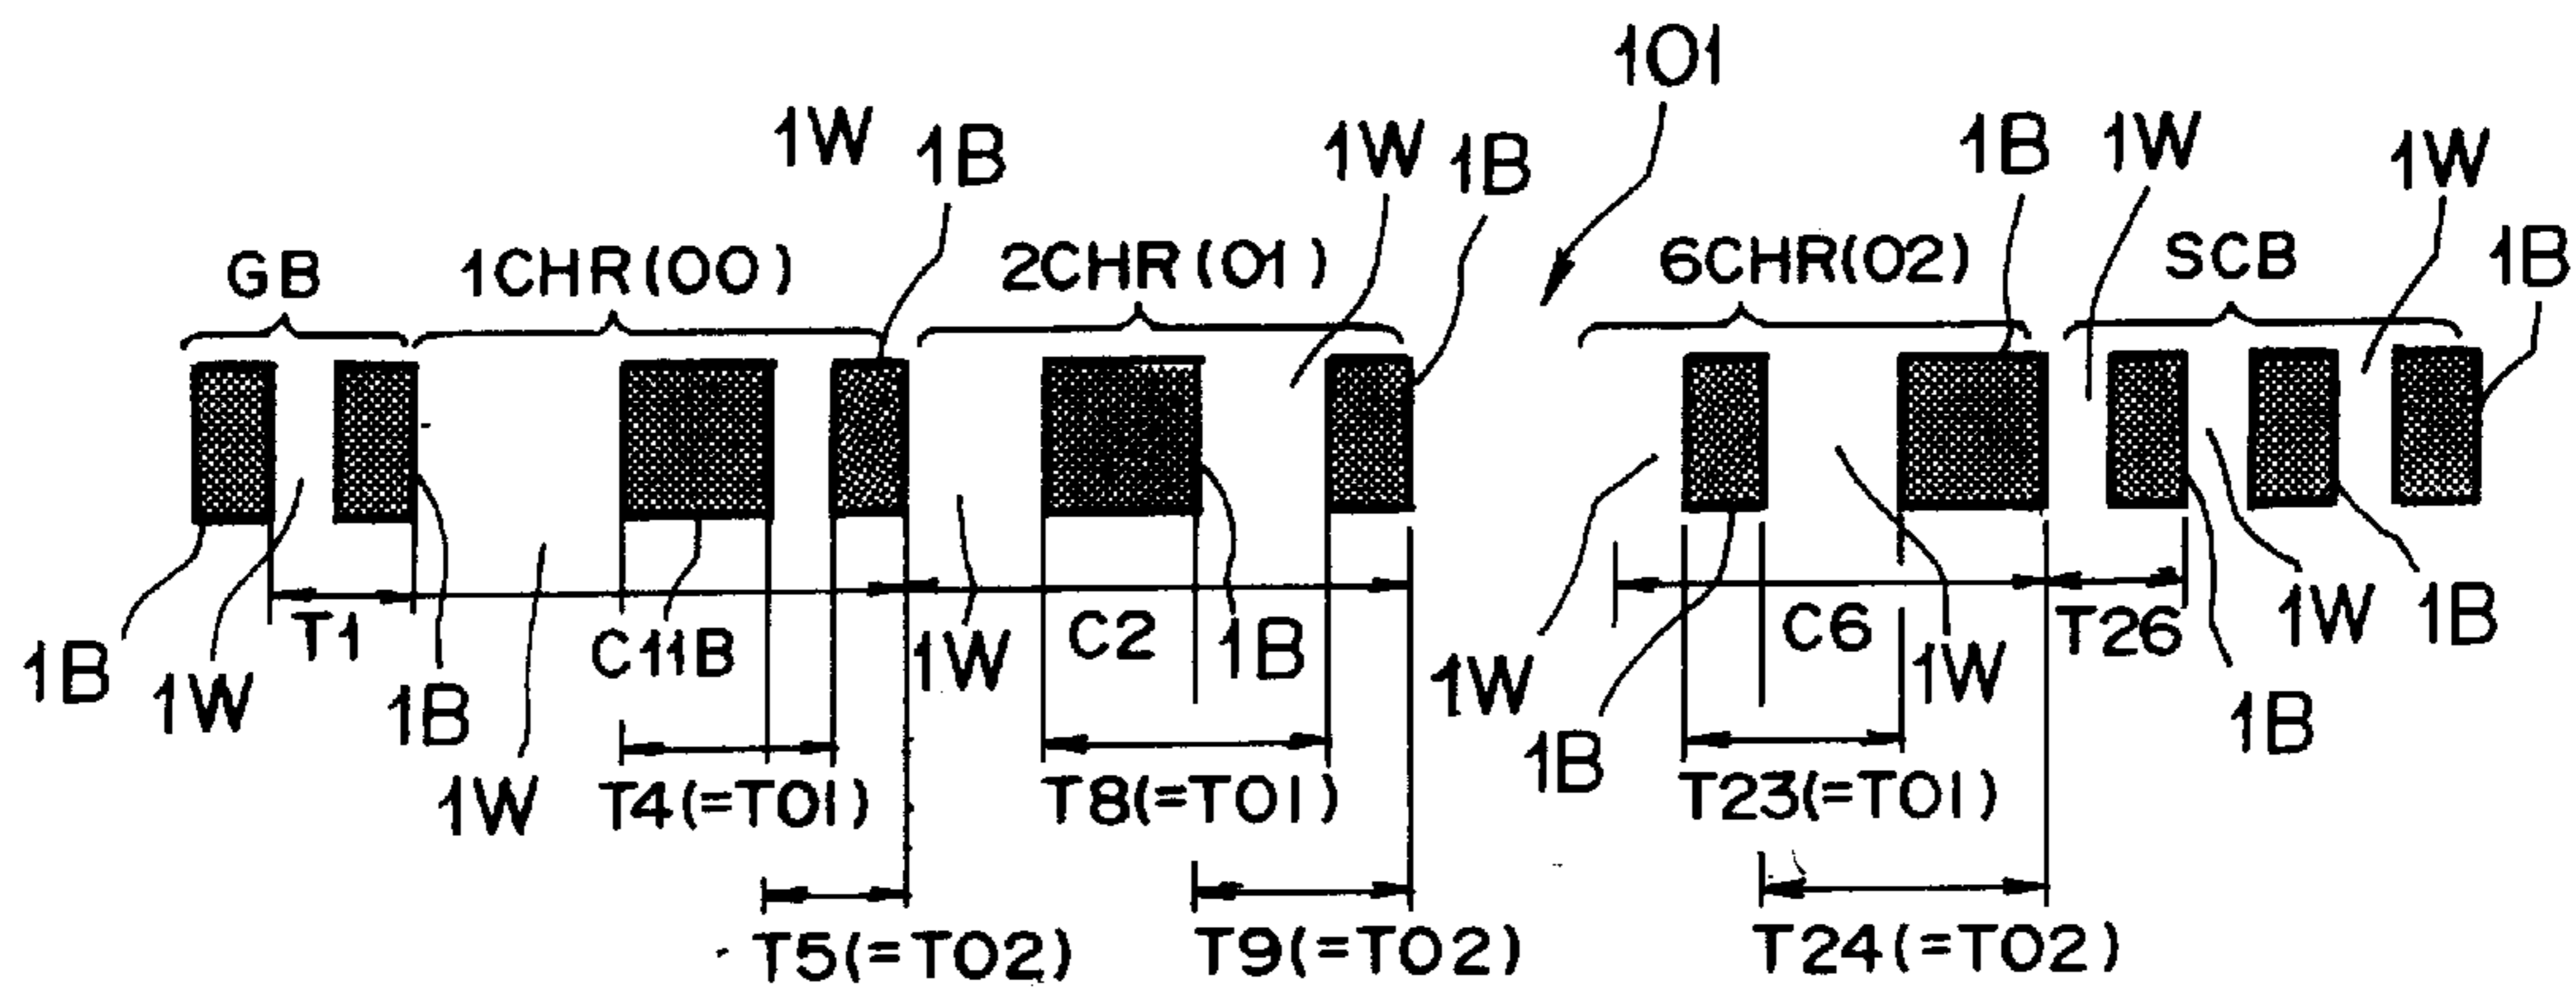 101
1W 1B 1W 1B 1B 1W 1W
GB 1CHR(00) 2CHR(01) 6CHR(02) SCB 1B
1B 1W T1 1B C11B 1W C2 1B 1W C6 1W T26 1W 1B
1W T4(=T01) T8(=T01) 1B T23(=T01) 1B
T5(=T02) T9(=T02) T24(=T02)